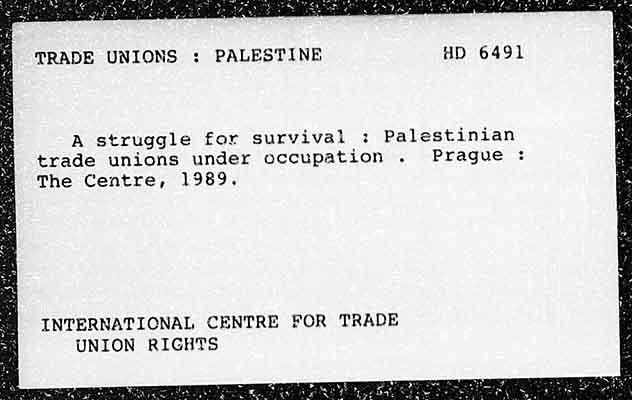 TRADE UNIONS : PALESTINE HD 6491
A struggle for survival : Palestinian
trade unions under occupation . Prague :
The Centre, 1989.
INTERNATIONAL CENTRE FOR TRADE
UNION RIGHTS